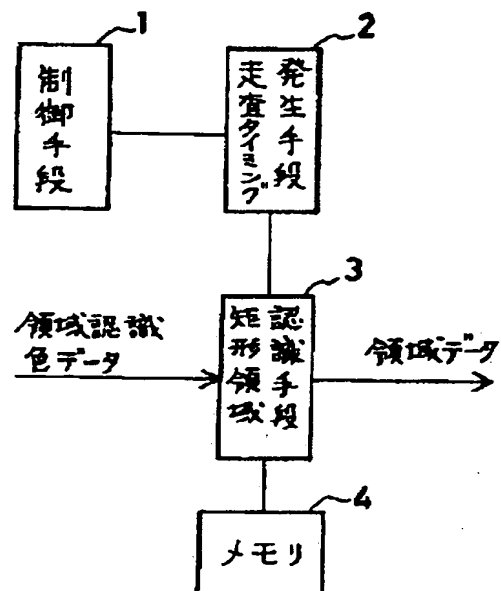 1
制御手段
2
走査タイミング
発生手段
3
領域認識
色データ
矩形領域
認識手段
領域データ
4
メモリ